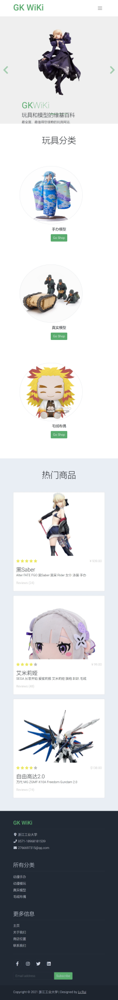 GK WiKi
GKWiKi
玩具和模型的维基百科
最全面、最值得您信赖的玩具网站.
玩具分类
手办模型
Go Shop
真实模型
Go Shop
毛绒布偶
Go Shop
热门商品
¥ 939.00
黑Saber
Alter FATE FGO 黑Saber 黑呆 Rider 女仆 泳装 手办
Reviews (24)
¥ 99.00
艾米莉娅
SEGA 从零开始 爱蜜莉雅 艾米莉娅 旗袍 趴趴 毛绒
Reviews (48)
$138.00
自由高达2.0
万代 MG ZGMF-X10A Freedom Gundam 2.0
Reviews (74)
GK WiKi
浙江工业大学
0571-18968181539
2766697315@qq.com
所有分类
动漫手办
动漫模玩
真实模型
毛绒布偶
更多信息
主页
关于我们
商店位置
联系我们
Email address
Subscribe
Copyright © 2021 浙江工业大学 | Designed by Lv Rui